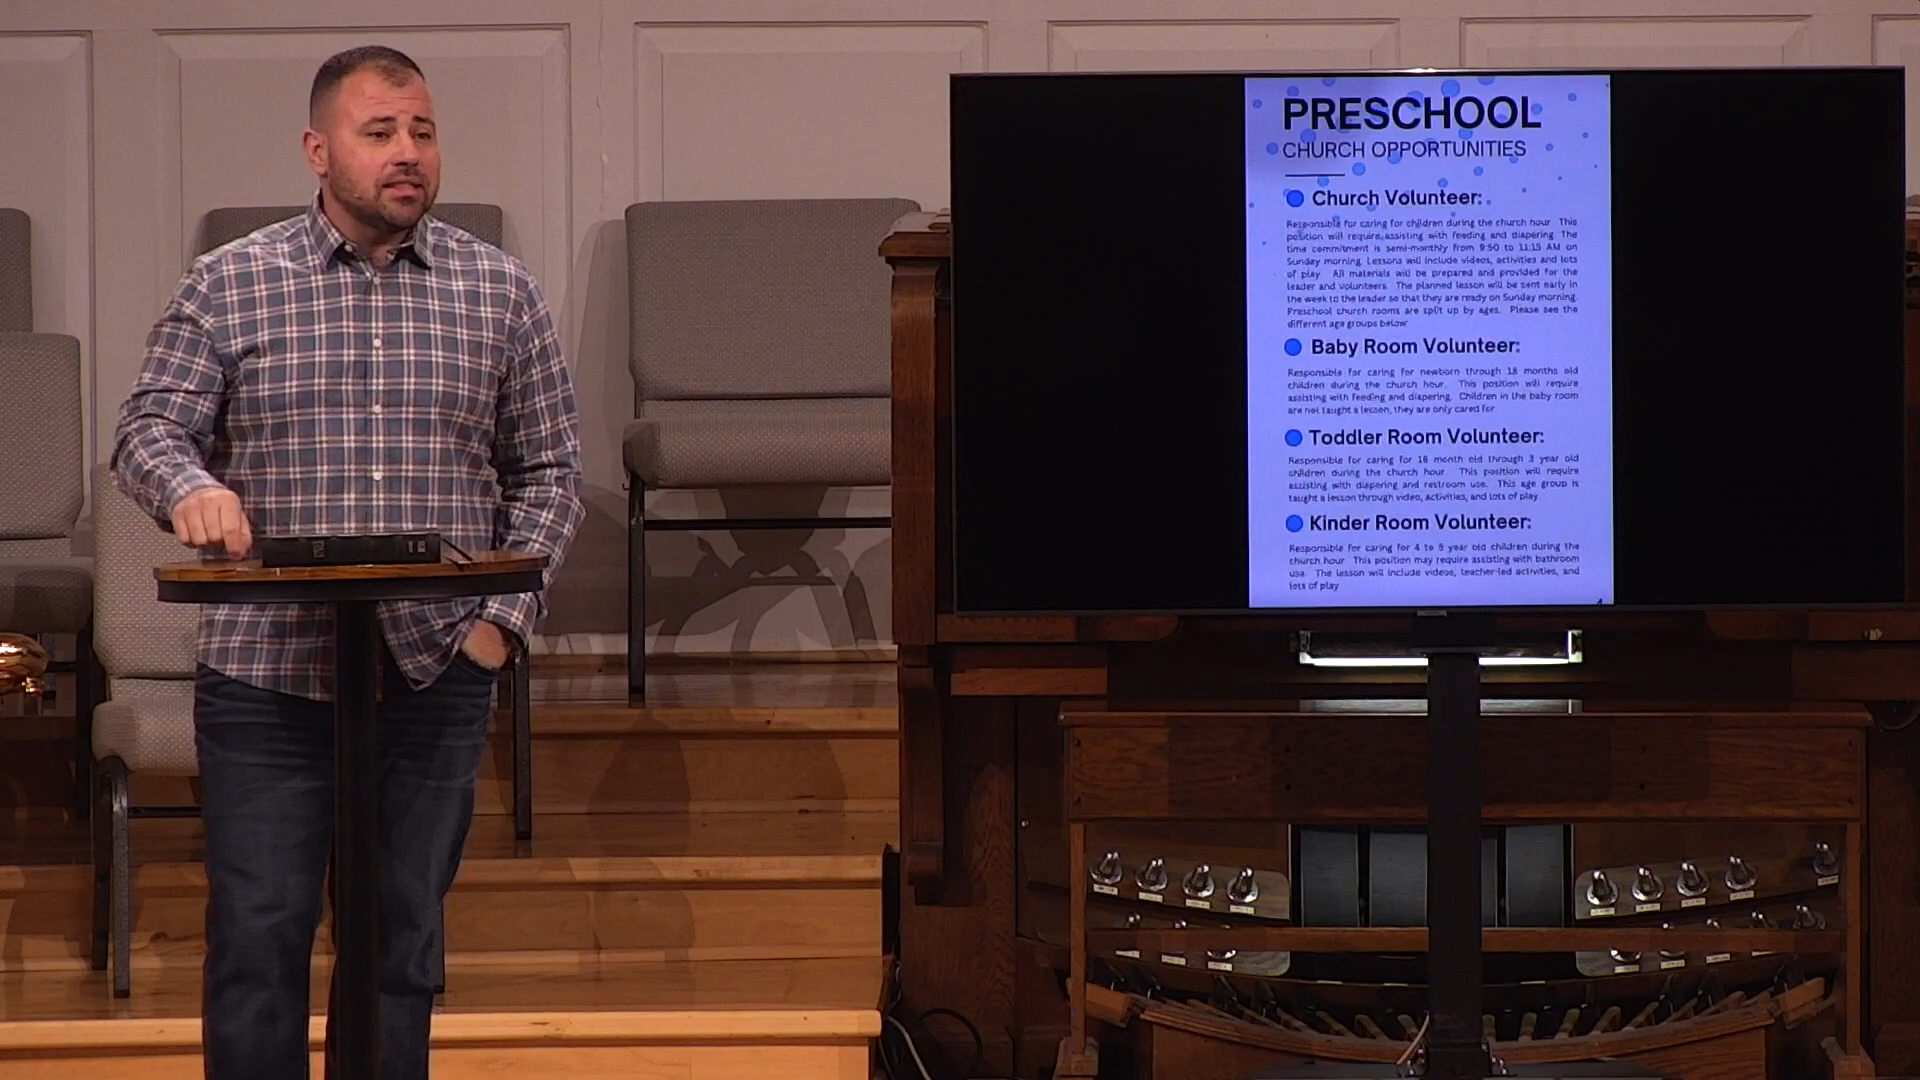 PRESCHOOL
CHURCH OPPORTUNITIES
Church Volunteer:
Responsible for caring for children during the church hour This
position will require assisting with feeding and diapering. The
time commitment is semi-monthly from 9:50 to 11:15 AM on
Sunday morning. Lessons will include videos, activities and lots
of play All materials will be prepared and provided for the
leader and volunteers. The planned lesson will be sent early in
the week to the leader so that they are ready on Sunday morning.
Preschool church rooms are split up by ages. Please see the
different age groups below
Baby Room Volunteer:
Responsible for caring for newborn through 18 months old
children during the church hour. This position will require
assisting with feeding and diapering. Children in the baby room
are not taught a lesson, they are only cared for.
Toddler Room Volunteer:
Responsible for caring for 18 month old through 3 year old
children during the church hour This position will require
assisting with diapering and restroom use. This age group is
taught a lesson through video, activities, and lots of play.
Kinder Room Volunteer:
Responsible for caring for 4 to year old children during the
church hour This position may require assisting with bathroom
use. The lesson will include videos, teacher-led activities, and
lots of play